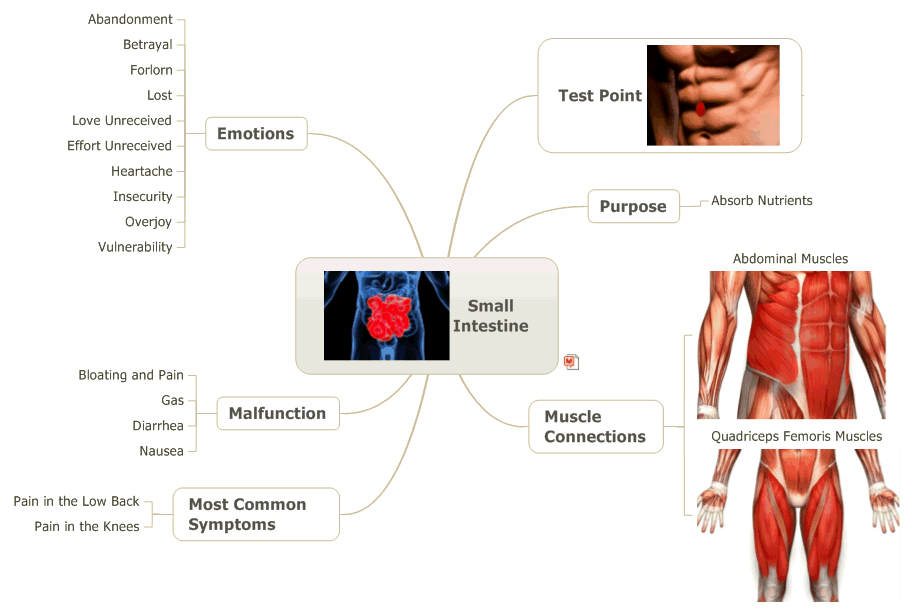 Abandonment
Betrayal
Forlorn
Lost
Love Unreceived
Effort Unreceived
Heartache
Insecurity
Overjoy
Vulnerability
Emotions
Test Point
Purpose
Absorb Nutrients
Small
Intestine
Abdominal Muscles
Muscle
Connections
Quadriceps Femoris Muscles
Bloating and Pain
Gas
Diarrhea
Nausea
Malfunction
Most Common
Symptoms
Pain in the Low Back
Pain in the Knees